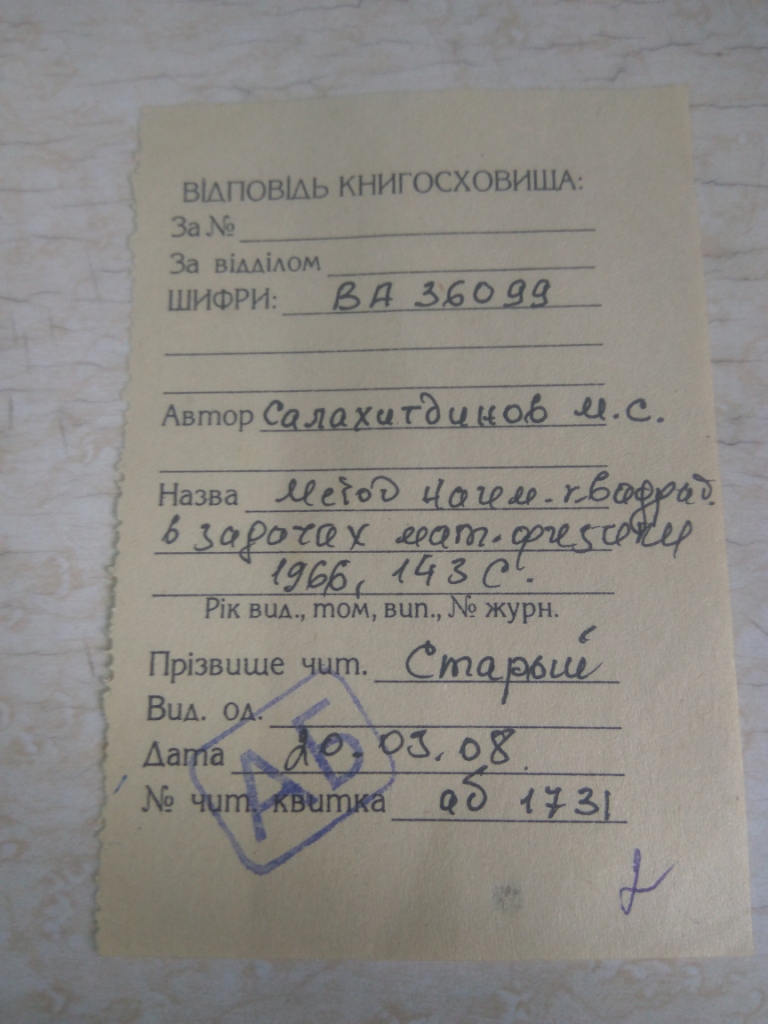 ВІДПОВІДЬ КНИГОСХОВИЩА:
За №
За відділом
ШИФРИ: ВА 36099
Автор Салахитдинов м.с.
Назва Метод наим. квадрат.
в задачах мат. физики
1966, 143 с.
Рік вид., том, вип., № журн.
Прізвище чит. Старый
Вид. од.
Дата 20.03.08
№ чит. квитка аб 1731
АБ